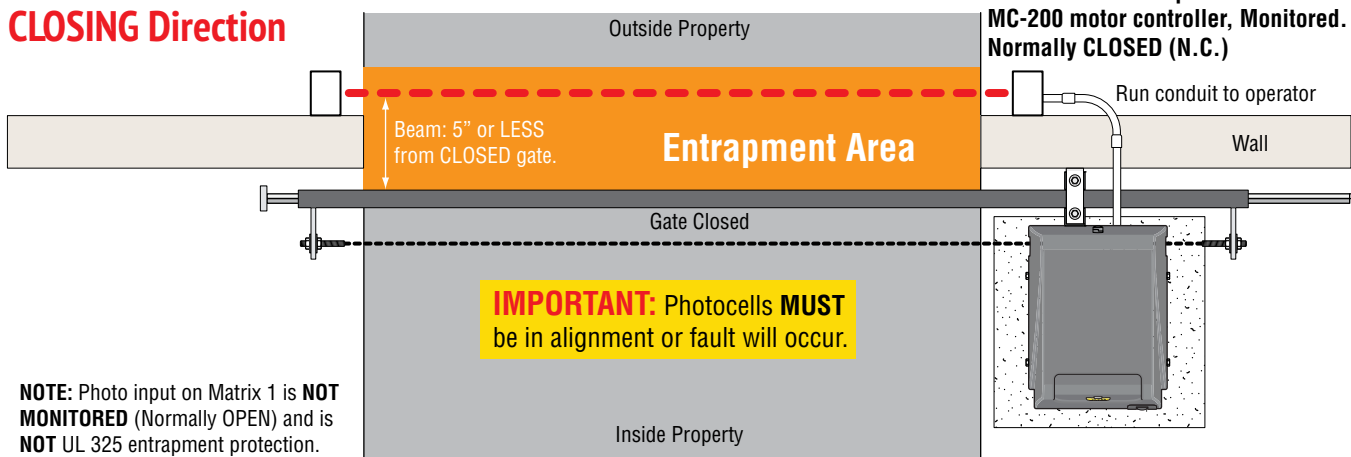 CLOSING Direction
Outside Property
MC-200 motor controller, Monitored.
Normally CLOSED (N.C.)
Run conduit to operator
Beam: 5” or LESS
from CLOSED gate.
Entrapment Area
Wall
Gate Closed
IMPORTANT: Photocells MUST
be in alignment or fault will occur.
NOTE: Photo input on Matrix 1 is NOT
MONITORED (Normally OPEN) and is
NOT UL 325 entrapment protection.
Inside Property